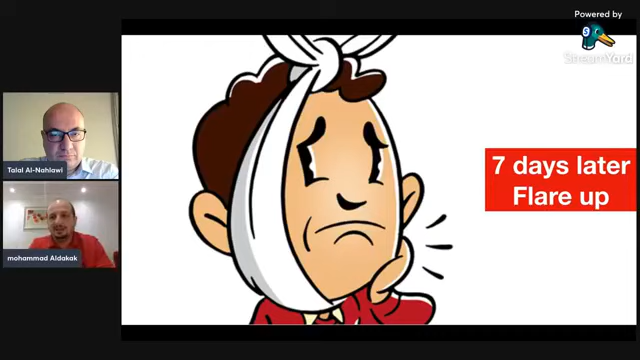 Powered by
StreamYard
Talal Al-Nahlawi
mohammad Aldakak
7 days later
Flare up